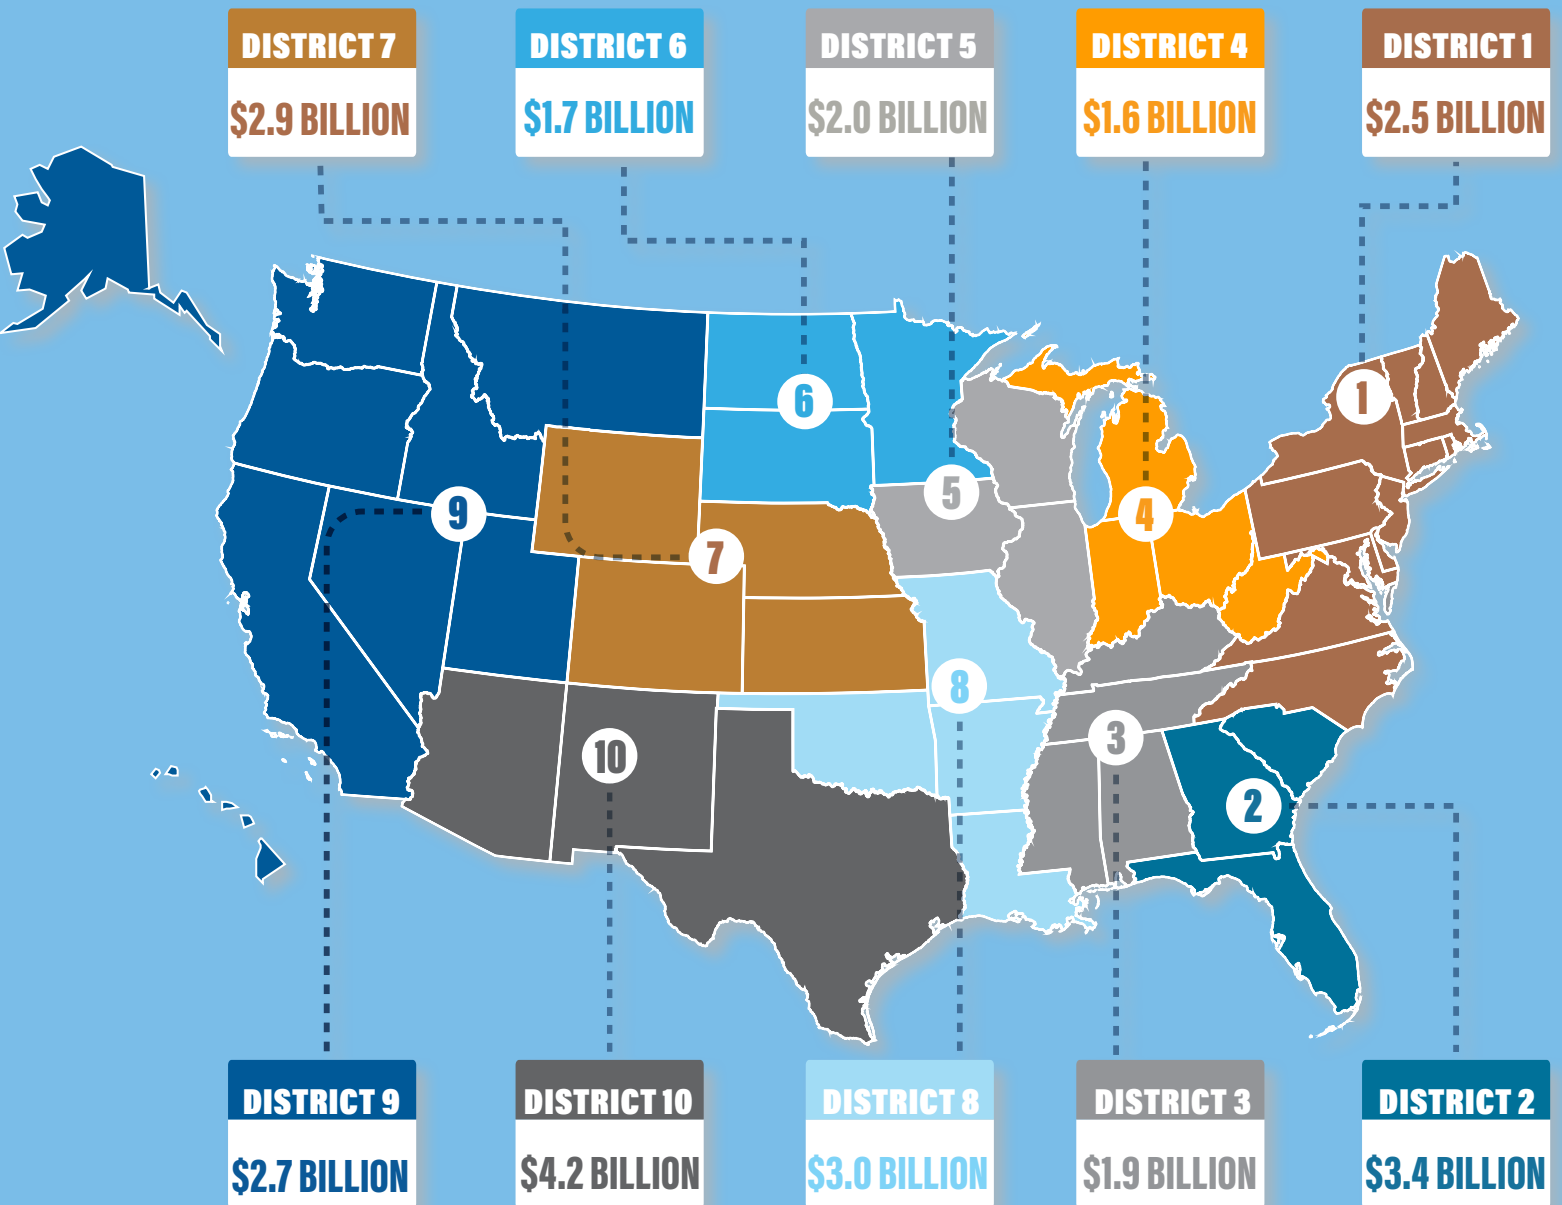 DISTRICT 7
$2.9 BILLION
DISTRICT 6
$1.7 BILLION
DISTRICT 5
$2.0 BILLION
DISTRICT 4
$1.6 BILLION
DISTRICT 1
$2.5 BILLION
1
6
5
9
4
7
8
3
10
2
DISTRICT 9
$2.7 BILLION
DISTRICT 10
$4.2 BILLION
DISTRICT 8
$3.0 BILLION
DISTRICT 3
$1.9 BILLION
DISTRICT 2
$3.4 BILLION